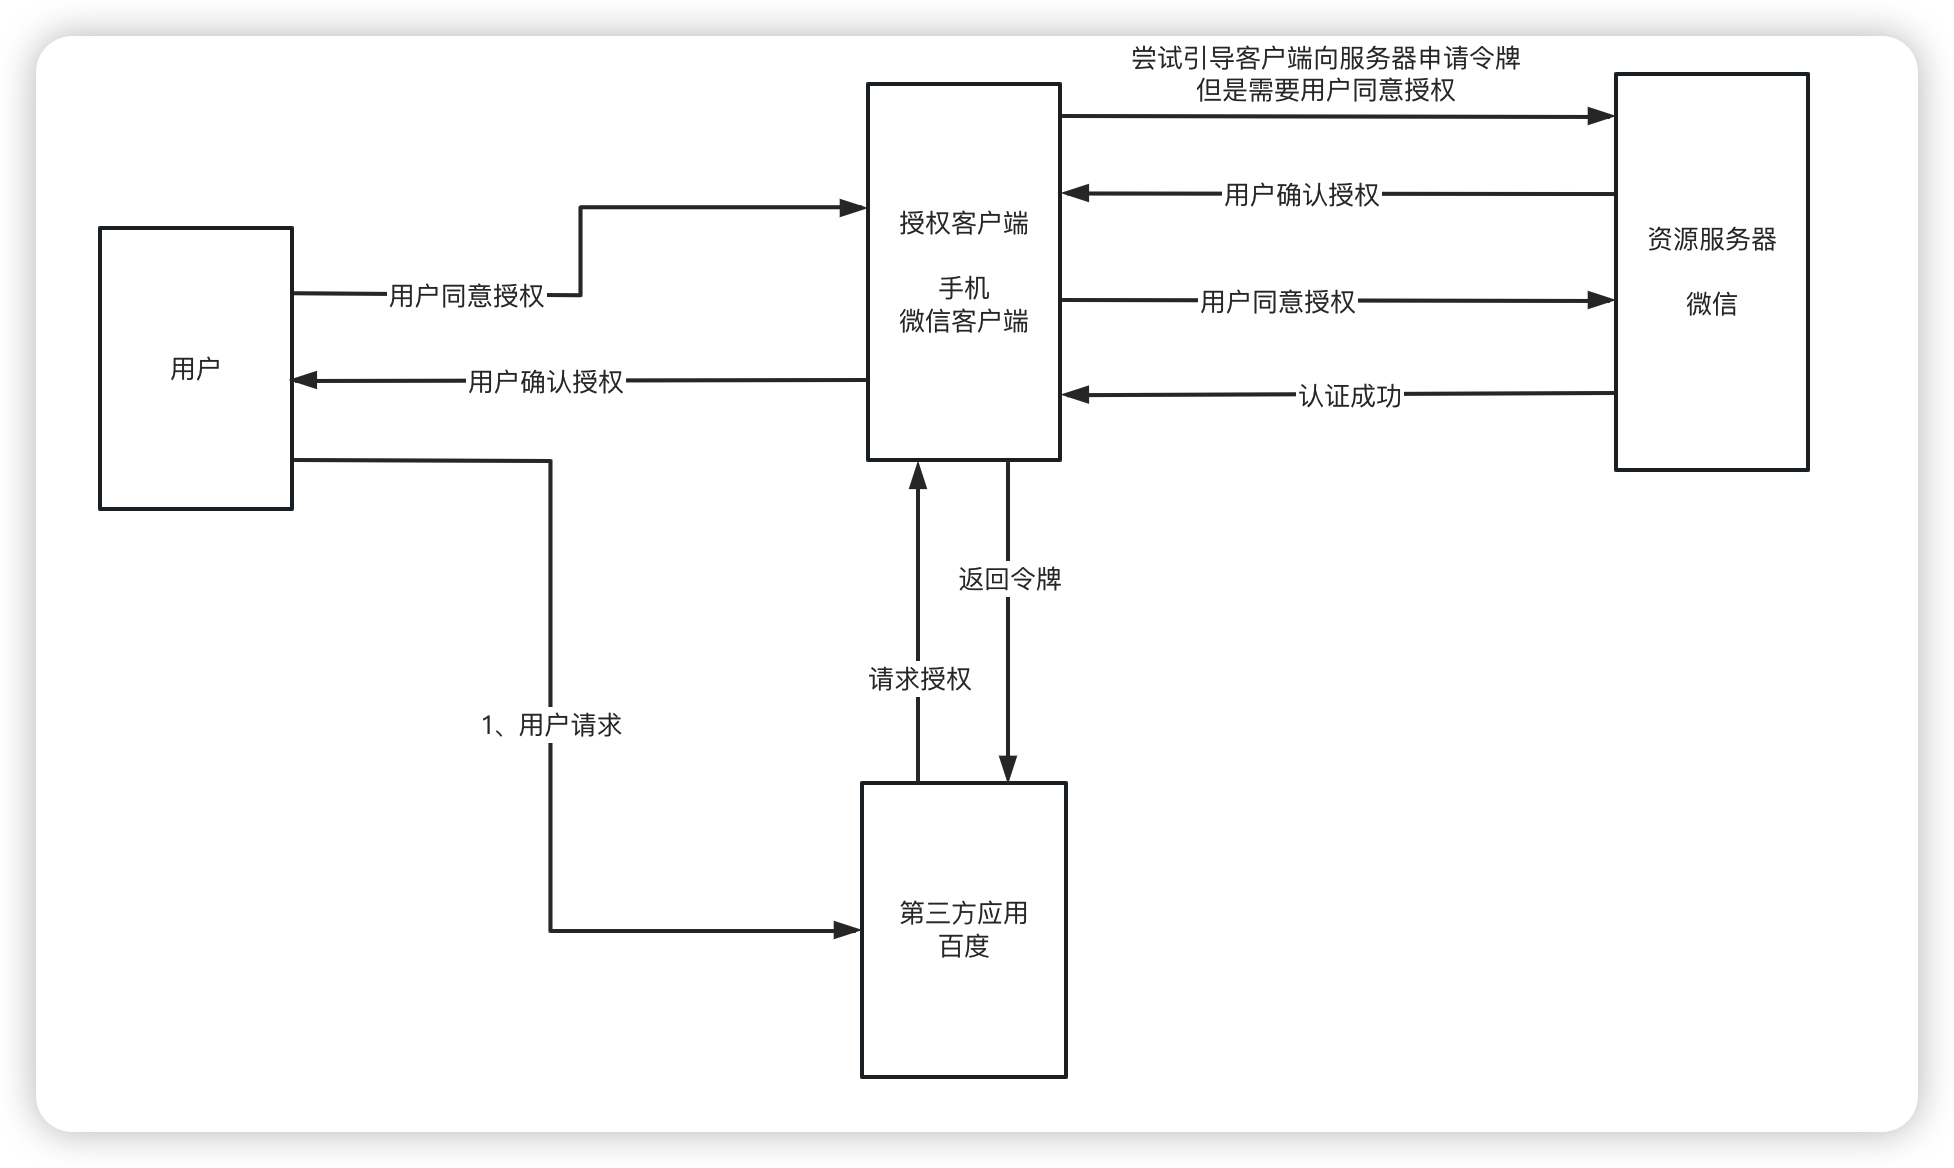 尝试引导客户端向服务器申请令牌
但是需要用户同意授权
用户确认授权
授权客户端
手机
微信客户端
资源服务器
微信
用户同意授权
用户同意授权
用户
用户确认授权
认证成功
返回令牌
请求授权
1、用户请求
第三方应用
百度